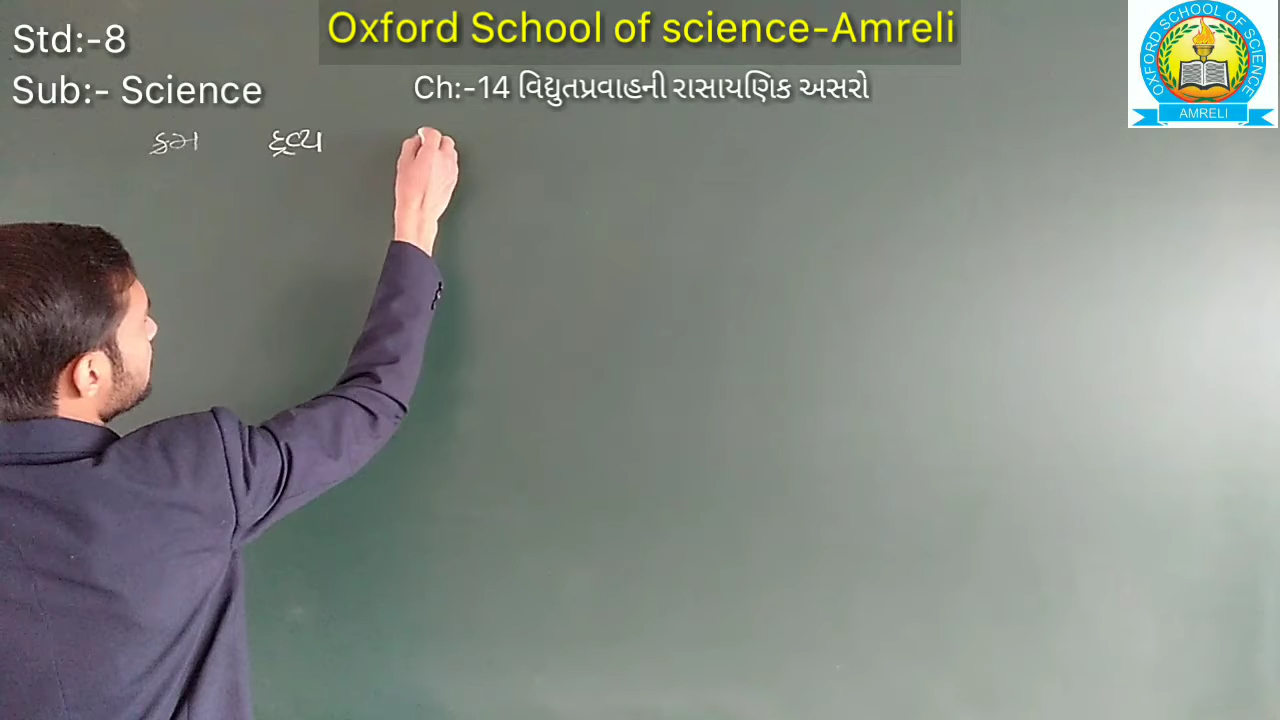 Std:-8
Oxford School of science-Amreli
Sub:- Science
Ch:-14 વિદ્યુતપ્રવાહની રાસાયણિક અસરો
OXFORD SCHOOL OF SCIENCE
AMRELI
ક્રમ દ્રવ્ય